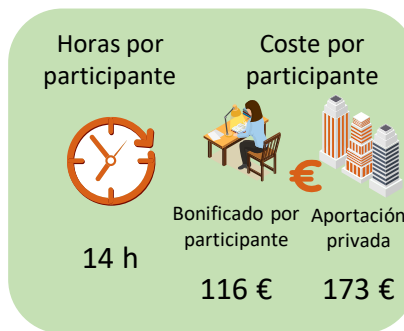 Horas por
participante
14 h
Coste por
participante
€
Bonificado por
participante
116 €
Aportación
privada
173 €